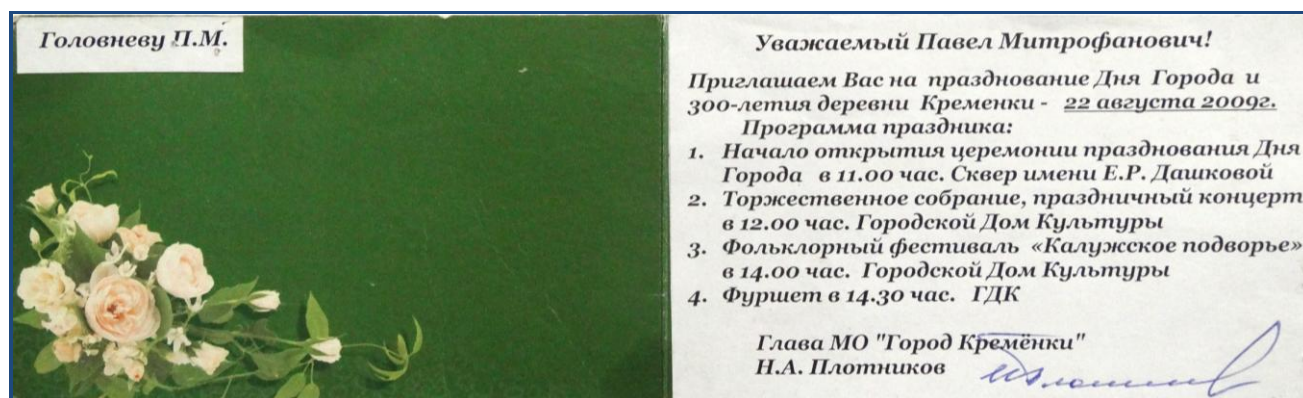 Головневу П.М.
Уважаемый Павел Митрофанович!
Приглашаем Вас на празднование Дня Города и
300-летия деревни Кременки - 22 августа 2009г.
Программа праздника:
1. Начало открытия церемонии празднования Дня
Города в 11.00 час. Сквер имени Е.Р. Дашковой
2. Торжественное собрание, праздничный концерт
в 12.00 час. Городской Дом Культуры
3. Фольклорный фестиваль «Калужское подворье»
в 14.00 час. Городской Дом Культуры
4. Фуршет в 14.30 час. ГДК
Глава МО "Город Кремёнки"
Н.А. Плотников